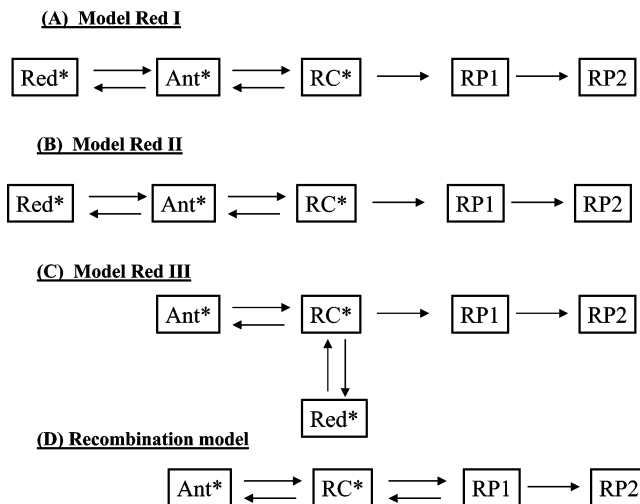 (A) Model Red I
Red* Ant* RC* RP1 RP2
(B) Model Red II
Red* Ant* RC* RP1 RP2
(C) Model Red III
Ant* RC* RP1 RP2
Red*
(D) Recombination model
Ant* RC* RP1 RP2